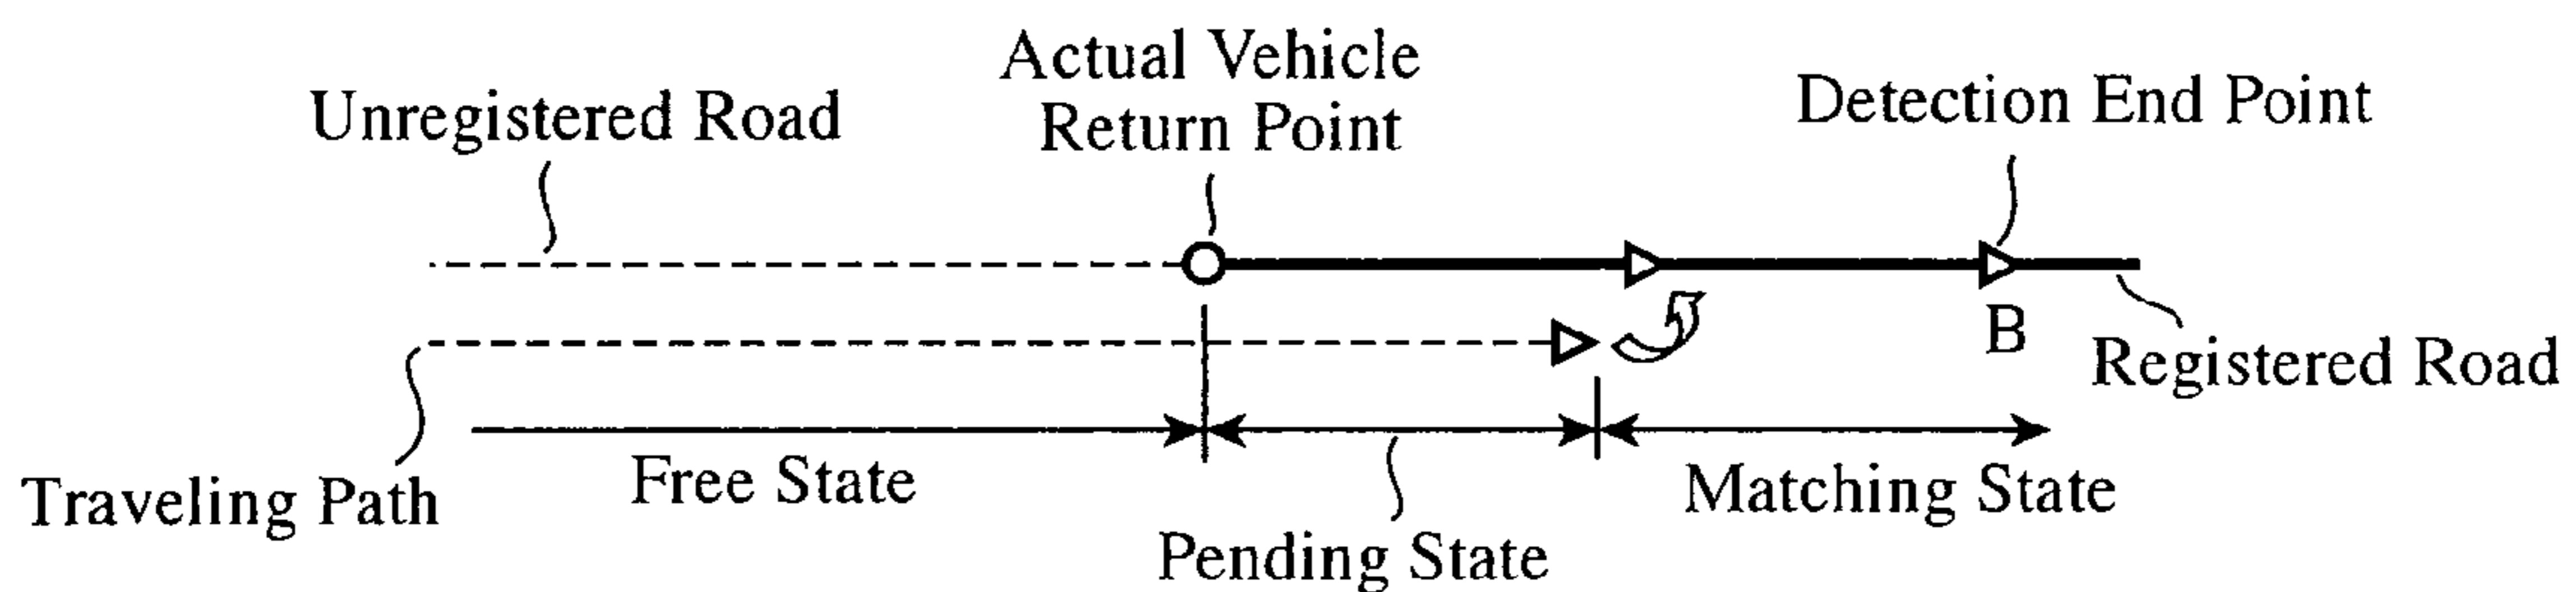 Actual Vehicle
Return Point
Unregistered Road
Detection End Point
B
Registered Road
Traveling Path
Free State
Matching State
Pending State